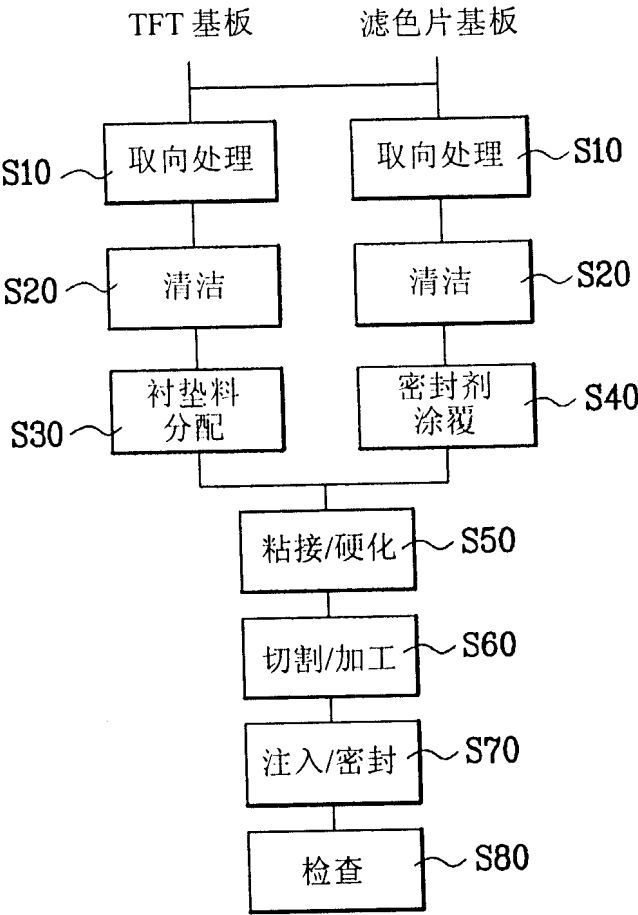 TFT 基板
滤色片基板
S10
取向处理
取向处理
S10
S20
清洁
清洁
S20
S30
衬垫料
分配
密封剂
涂覆
S40
粘接/硬化
S50
切割/加工
S60
注入/密封
S70
检查
S80